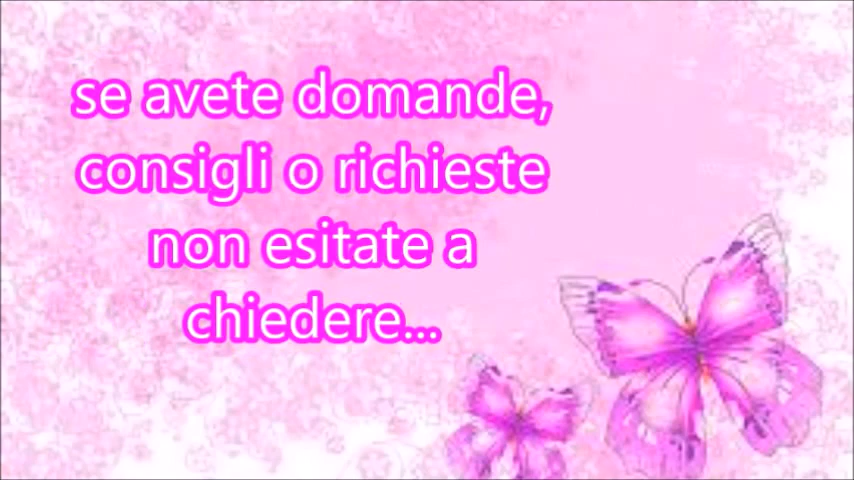 se avete domande,
consigli o richieste
non esitate a
chiedere...